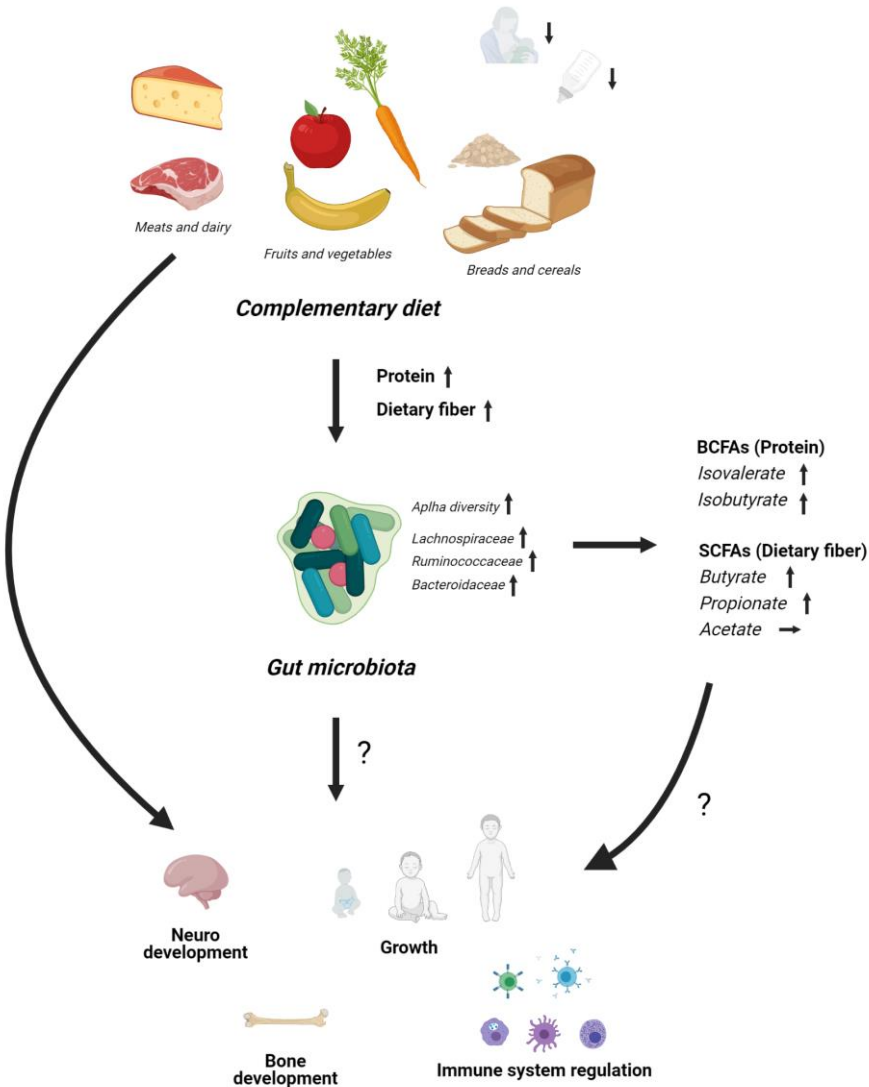 Meats and dairy
Fruits and vegetables
Breads and cereals
Complementary diet
Protein
Dietary fiber
Aplha diversity
Lachnospiraceae
Ruminococcaceae
Bacteroidaceae
BCFAs (Protein)
Isovalerate
Isobutyrate
SCFAs (Dietary fiber)
Butyrate
Propionate
Acetate
Gut microbiota
?
?
Neuro
development
Growth
Bone
development
Immune system regulation